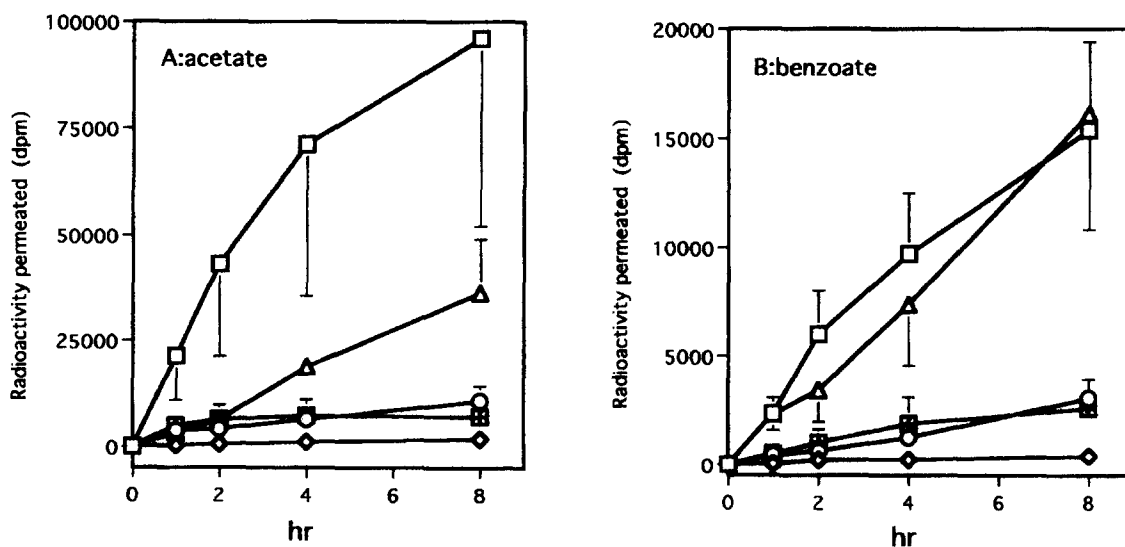 A:acetate
Radioactivity permeated (dpm)
100000
75000
50000
25000
0
0 2 4 6 8
hr
B:benzoate
Radioactivity permeated (dpm)
20000
15000
10000
5000
0
0 2 4 6 8
hr